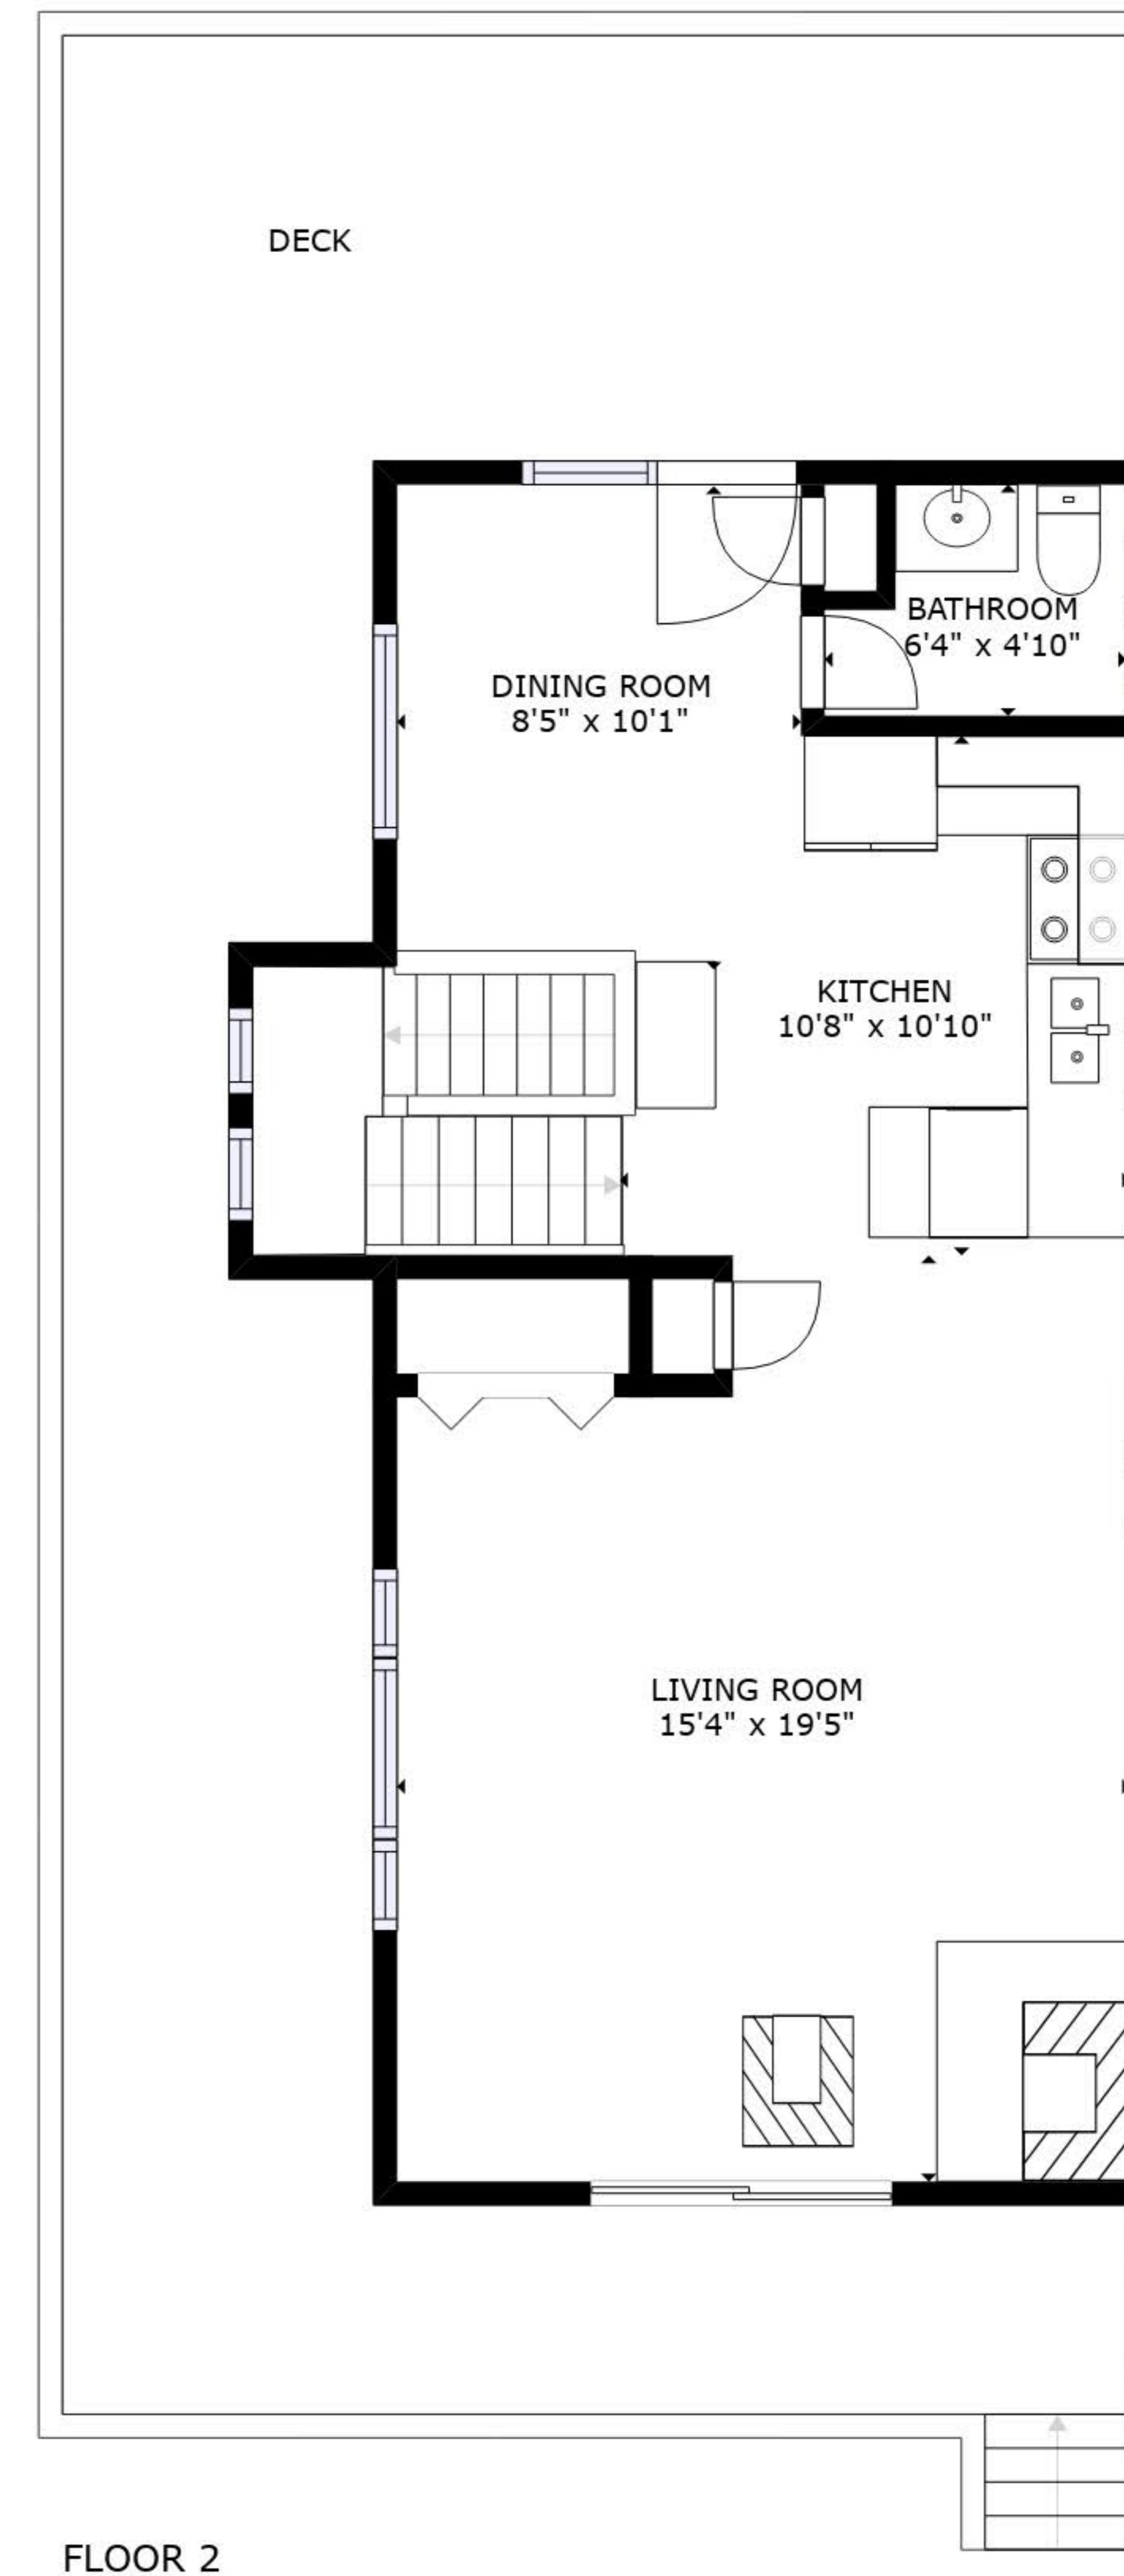 DECK
BATHROOM
6'4" x 4'10"
DINING ROOM
8'5" x 10'1"
KITCHEN
10'8" x 10'10"
LIVING ROOM
15'4" x 19'5"
FLOOR 2